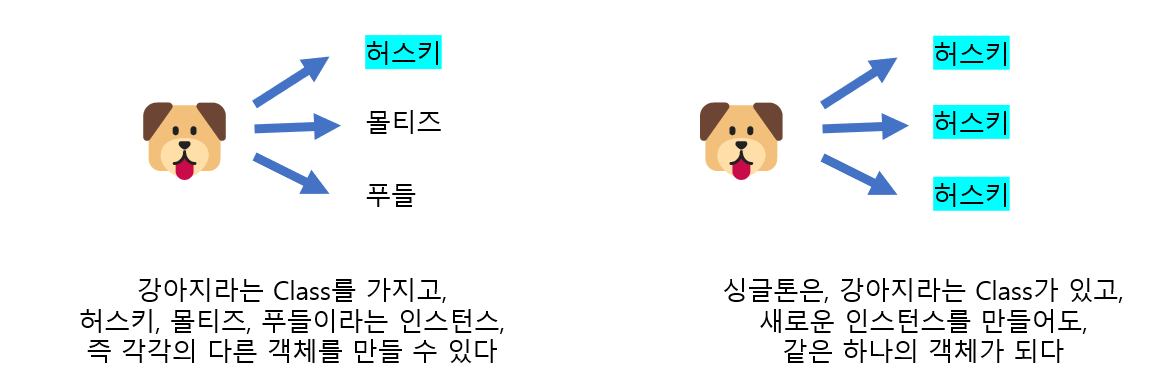 허스키
몰티즈
푸들
강아지라는 Class를 가지고,
허스키, 몰티즈, 푸들이라는 인스턴스,
즉 각각의 다른 객체를 만들 수 있다
허스키
허스키
허스키
싱글톤은, 강아지라는 Class가 있고,
새로운 인스턴스를 만들어도,
같은 하나의 객체가 되다